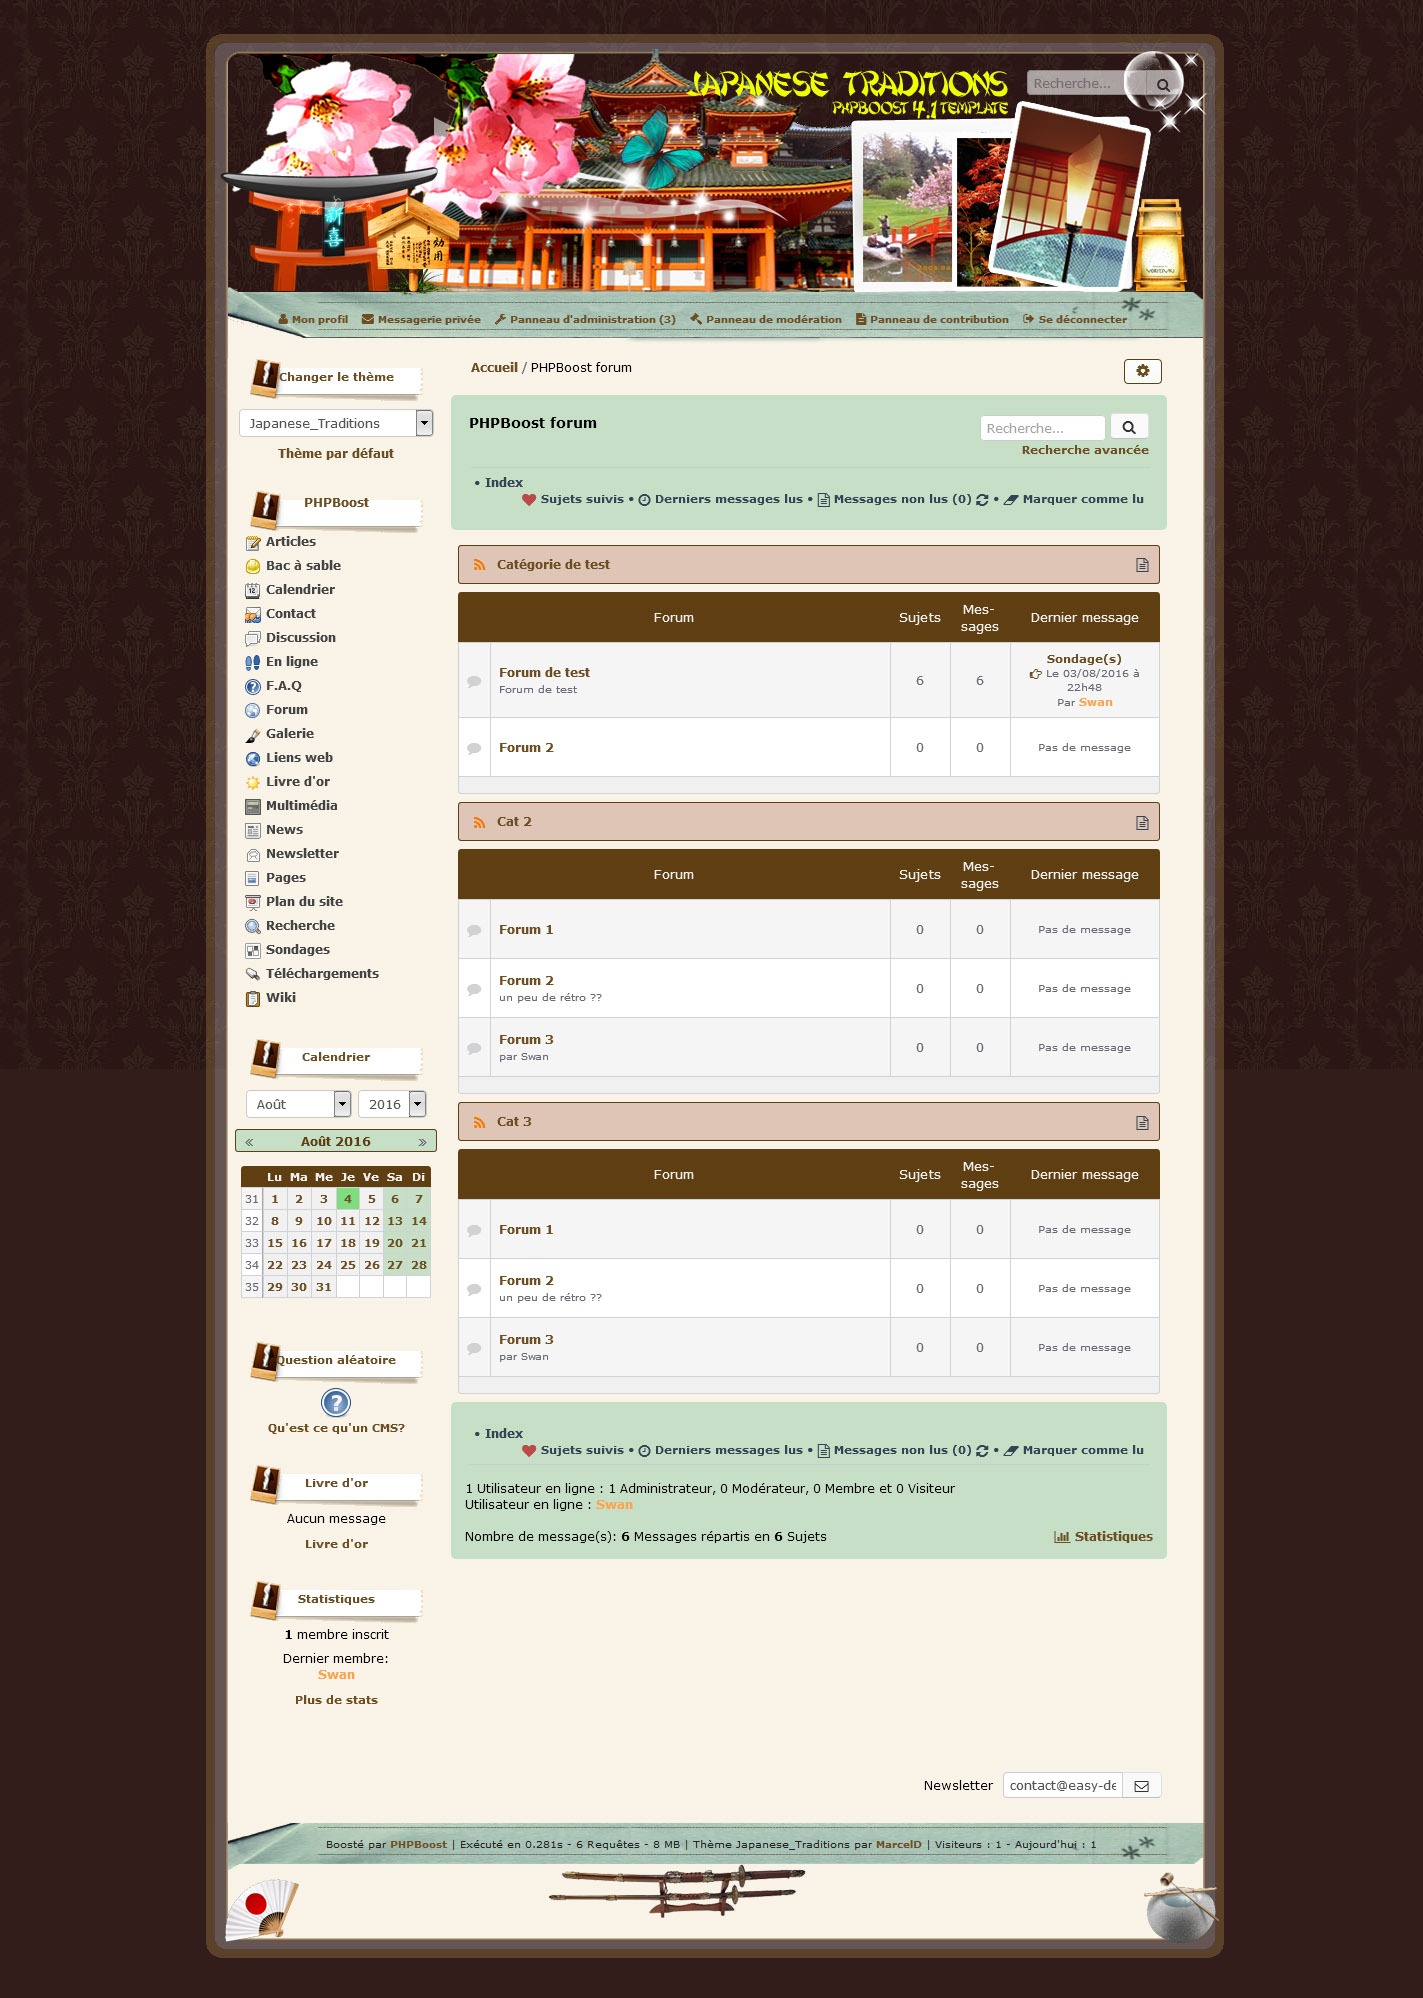 JAPANESE TRADITIONS
PHPBOOST 4.1 TEMPLATE
Recherche...
新
喜
効
用
Mon profil Messagerie privée Panneau d'administration (3) Panneau de modération Panneau de contribution Se déconnecter
Changer le thème
Japanese_Traditions
Thème par défaut
PHPBoost
Articles
Bac à sable
Calendrier
Contact
Discussion
En ligne
F.A.Q
Forum
Galerie
Liens web
Livre d'or
Multimédia
News
Newsletter
Pages
Plan du site
Recherche
Sondages
Téléchargements
Wiki
Calendrier
Août 2016
« Août 2016 »
Lu Ma Me Je Ve Sa Di
31 1 2 3 4 5 6 7
32 8 9 10 11 12 13 14
33 15 16 17 18 19 20 21
34 22 23 24 25 26 27 28
35 29 30 31
Question aléatoire
Qu'est ce qu'un CMS?
Livre d'or
Aucun message
Livre d'or
Statistiques
1 membre inscrit
Dernier membre:
Swan
Plus de stats
Accueil / PHPBoost forum
PHPBoost forum
Recherche...
Recherche avancée
• Index
Sujets suivis • Derniers messages lus • Messages non lus (0) • Marquer comme lu
Catégorie de test
Forum Sujets Mes-
sages Dernier message
Forum de test
Forum de test
6 6
Sondage(s)
Le 03/08/2016 à
22h48
Par Swan
Forum 2 0 0 Pas de message
Cat 2
Forum Sujets Mes-
sages Dernier message
Forum 1 0 0 Pas de message
Forum 2
un peu de rétro ??
0 0 Pas de message
Forum 3
par Swan
0 0 Pas de message
Cat 3
Forum Sujets Mes-
sages Dernier message
Forum 1 0 0 Pas de message
Forum 2
un peu de rétro ??
0 0 Pas de message
Forum 3
par Swan
0 0 Pas de message
• Index
Sujets suivis • Derniers messages lus • Messages non lus (0) • Marquer comme lu
1 Utilisateur en ligne : 1 Administrateur, 0 Modérateur, 0 Membre et 0 Visiteur
Utilisateur en ligne : Swan
Nombre de message(s): 6 Messages répartis en 6 Sujets
Statistiques
Newsletter contact@easy-de
Boosté par PHPBoost | Exécuté en 0.281s - 6 Requêtes - 8 MB | Thème Japanese_Traditions par MarcelD | Visiteurs : 1 - Aujourd'hui : 1